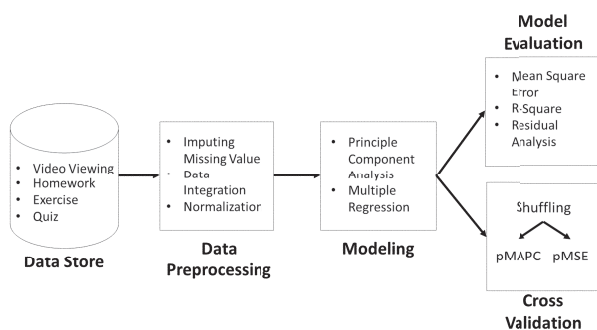 • Video Viewing
• Homework
• Exercise
• Quiz
Data Store
• Imputing
Missing Value
• Data
Integration
• Normalization
Data
Preprocessing
• Principle
Component
Analysis
• Multiple
Regression
Modeling
Model
Evaluation
• Mean Square
Error
• R-Square
• Residual
Analysis
Shuffling
pMAPC pMSE
Cross
Validation